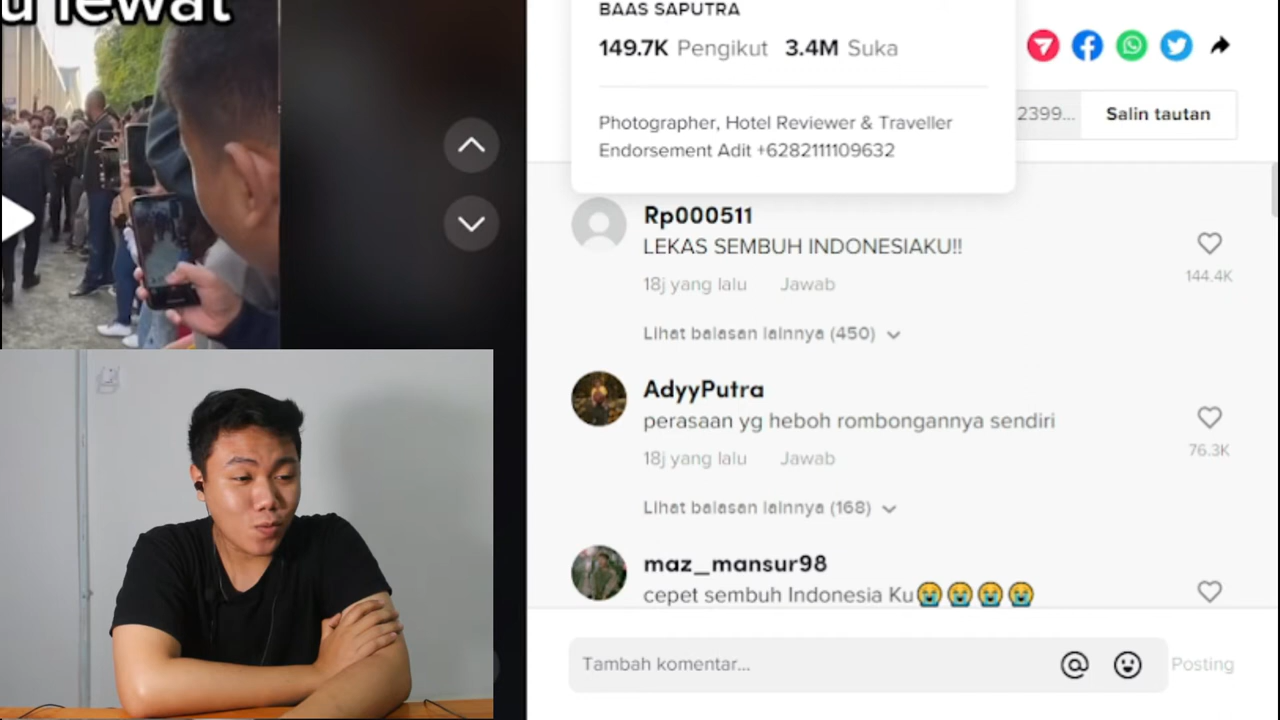 u lewat
BAAS SAPUTRA
149.7K Pengikut 3.4M Suka
Photographer, Hotel Reviewer & Traveller
Endorsement Adit +6282111109632
2399... Salin tautan
Rp000511
LEKAS SEMBUH INDONESIAKU!!
18j yang lalu Jawab
144.4K
Lihat balasan lainnya (450)
AdyyPutra
perasaan yg heboh rombongannya sendiri
18j yang lalu Jawab
76.3K
Lihat balasan lainnya (168)
maz_mansur98
cepet sembuh Indonesia Ku😭😭😭😭
Tambah komentar... @ Posting